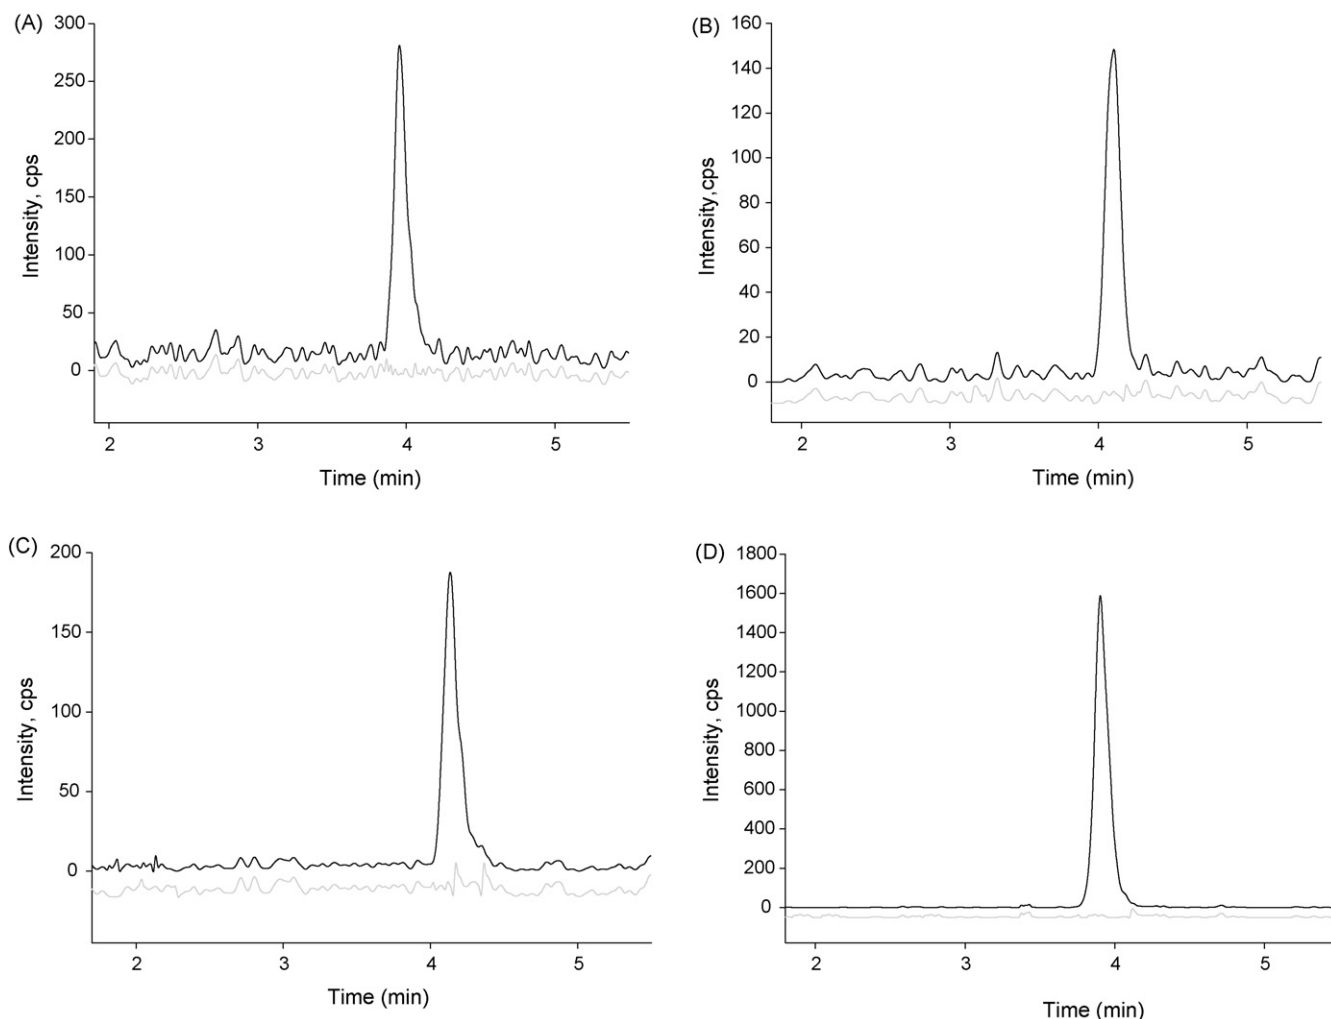 (A)
300
250
200
150
100
50
0
Intensity, cps
2 3 4 5
Time (min)
(B)
160
140
120
100
80
60
40
20
0
Intensity,cps
2 3 4 5
Time (min)
(C)
200
150
100
50
0
Intensity, cps
2 3 4 5
Time (min)
(D)
1800
1600
1400
1200
1000
800
600
400
200
0
Intensity, cps
2 3 4 5
Time (min)